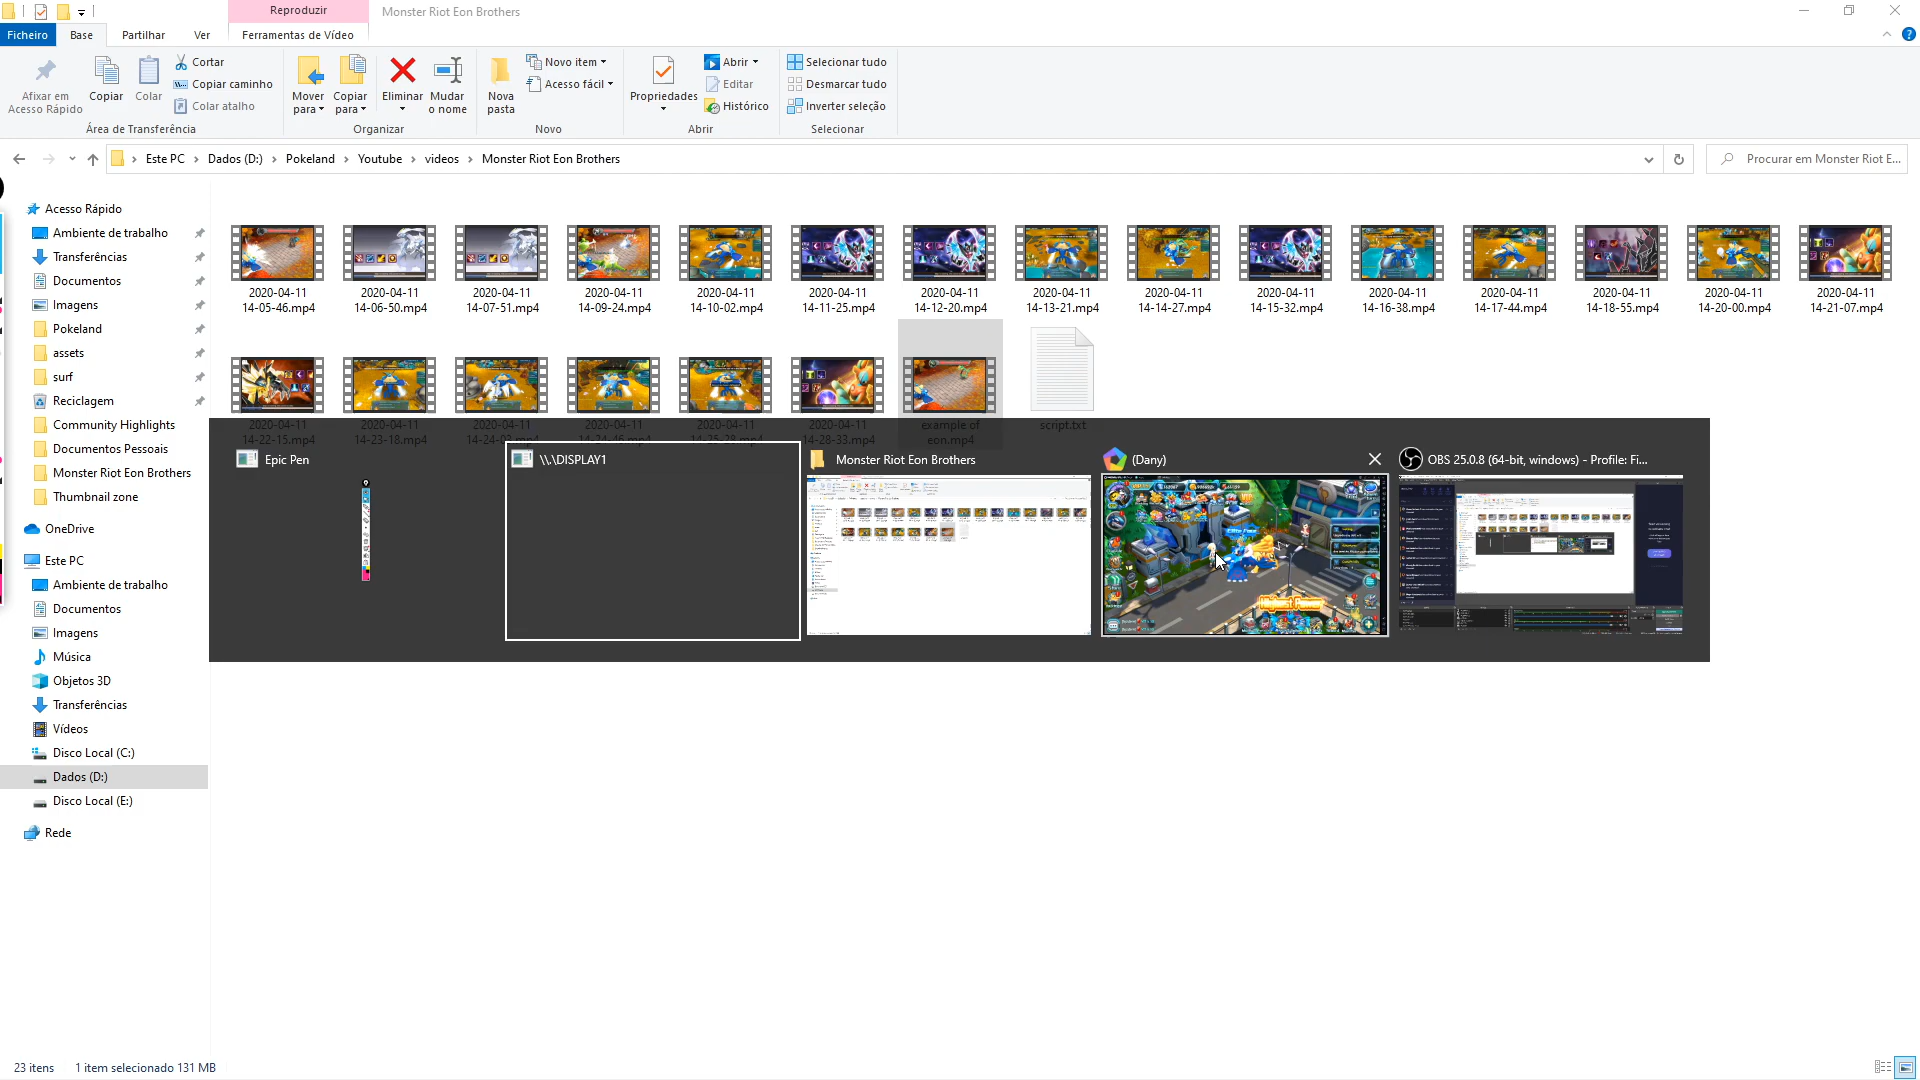 Reproduzir
Monster Riot Eon Brothers
Ficheiro
Base
Partilhar
Ver
Ferramentas de Vídeo
Afixar em
Acesso Rápido
Copiar
Colar
Cortar
Copiar caminho
Colar atalho
Área de Transferência
Mover
para
Copiar
para
Eliminar
Mudar
o nome
Organizar
Nova
pasta
Novo item
Acesso fácil
Novo
Propriedades
Abrir
Editar
Histórico
Abrir
Selecionar tudo
Desmarcar tudo
Inverter seleção
Selecionar
Este PC
Dados (D:)
Pokeland
Youtube
videos
Monster Riot Eon Brothers
Procurar em Monster Riot E...
Acesso Rápido
Ambiente de trabalho
Transferências
Documentos
Imagens
Pokeland
assets
surf
Reciclagem
Community Highlights
Documentos Pessoais
Monster Riot Eon Brothers
Thumbnail zone
OneDrive
Este PC
Ambiente de trabalho
Documentos
Imagens
Música
Objetos 3D
Transferências
Vídeos
Disco Local (C:)
Dados (D:)
Disco Local (E:)
Rede
2020-04-11
14-05-46.mp4
2020-04-11
14-06-50.mp4
2020-04-11
14-07-51.mp4
2020-04-11
14-09-24.mp4
2020-04-11
14-10-02.mp4
2020-04-11
14-11-25.mp4
2020-04-11
14-12-20.mp4
2020-04-11
14-13-21.mp4
2020-04-11
14-14-27.mp4
2020-04-11
14-15-32.mp4
2020-04-11
14-16-38.mp4
2020-04-11
14-17-44.mp4
2020-04-11
14-18-55.mp4
2020-04-11
14-20-00.mp4
2020-04-11
14-21-07.mp4
2020-04-11
14-22-15.mp4
2020-04-11
14-23-18.mp4
2020-04-11
2020-04-11
2020-04-11
2020-04-11
14-28-33.mp4
example of
eon.mp4
script.txt
Epic Pen
\\.\DISPLAY1
Monster Riot Eon Brothers
(Dany)
OBS 25.0.8 (64-bit, windows) - Profile: Fi...
Highest Power
23 itens
1 item selecionado 131 MB